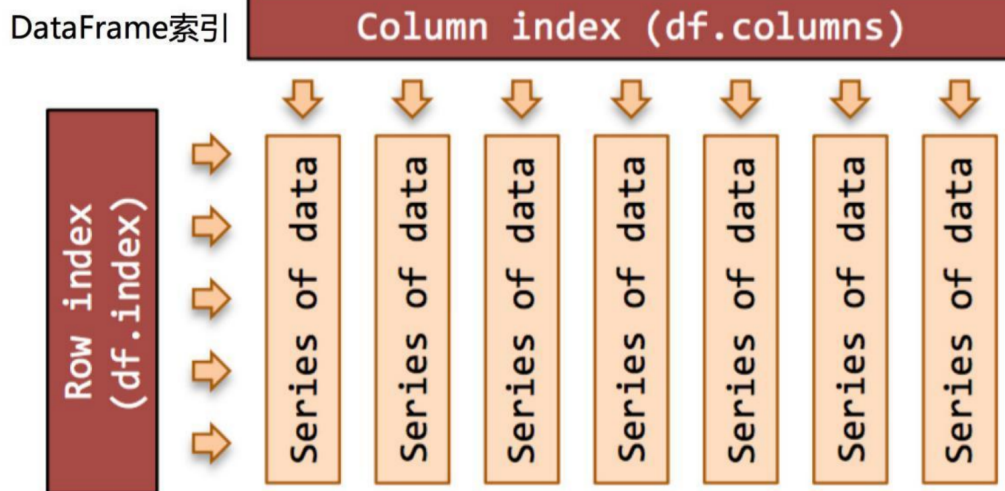 DataFrame索引
Column index (df.columns)
Row index
(df.index)
Series of data
Series of data
Series of data
Series of data
Series of data
Series of data
Series of data